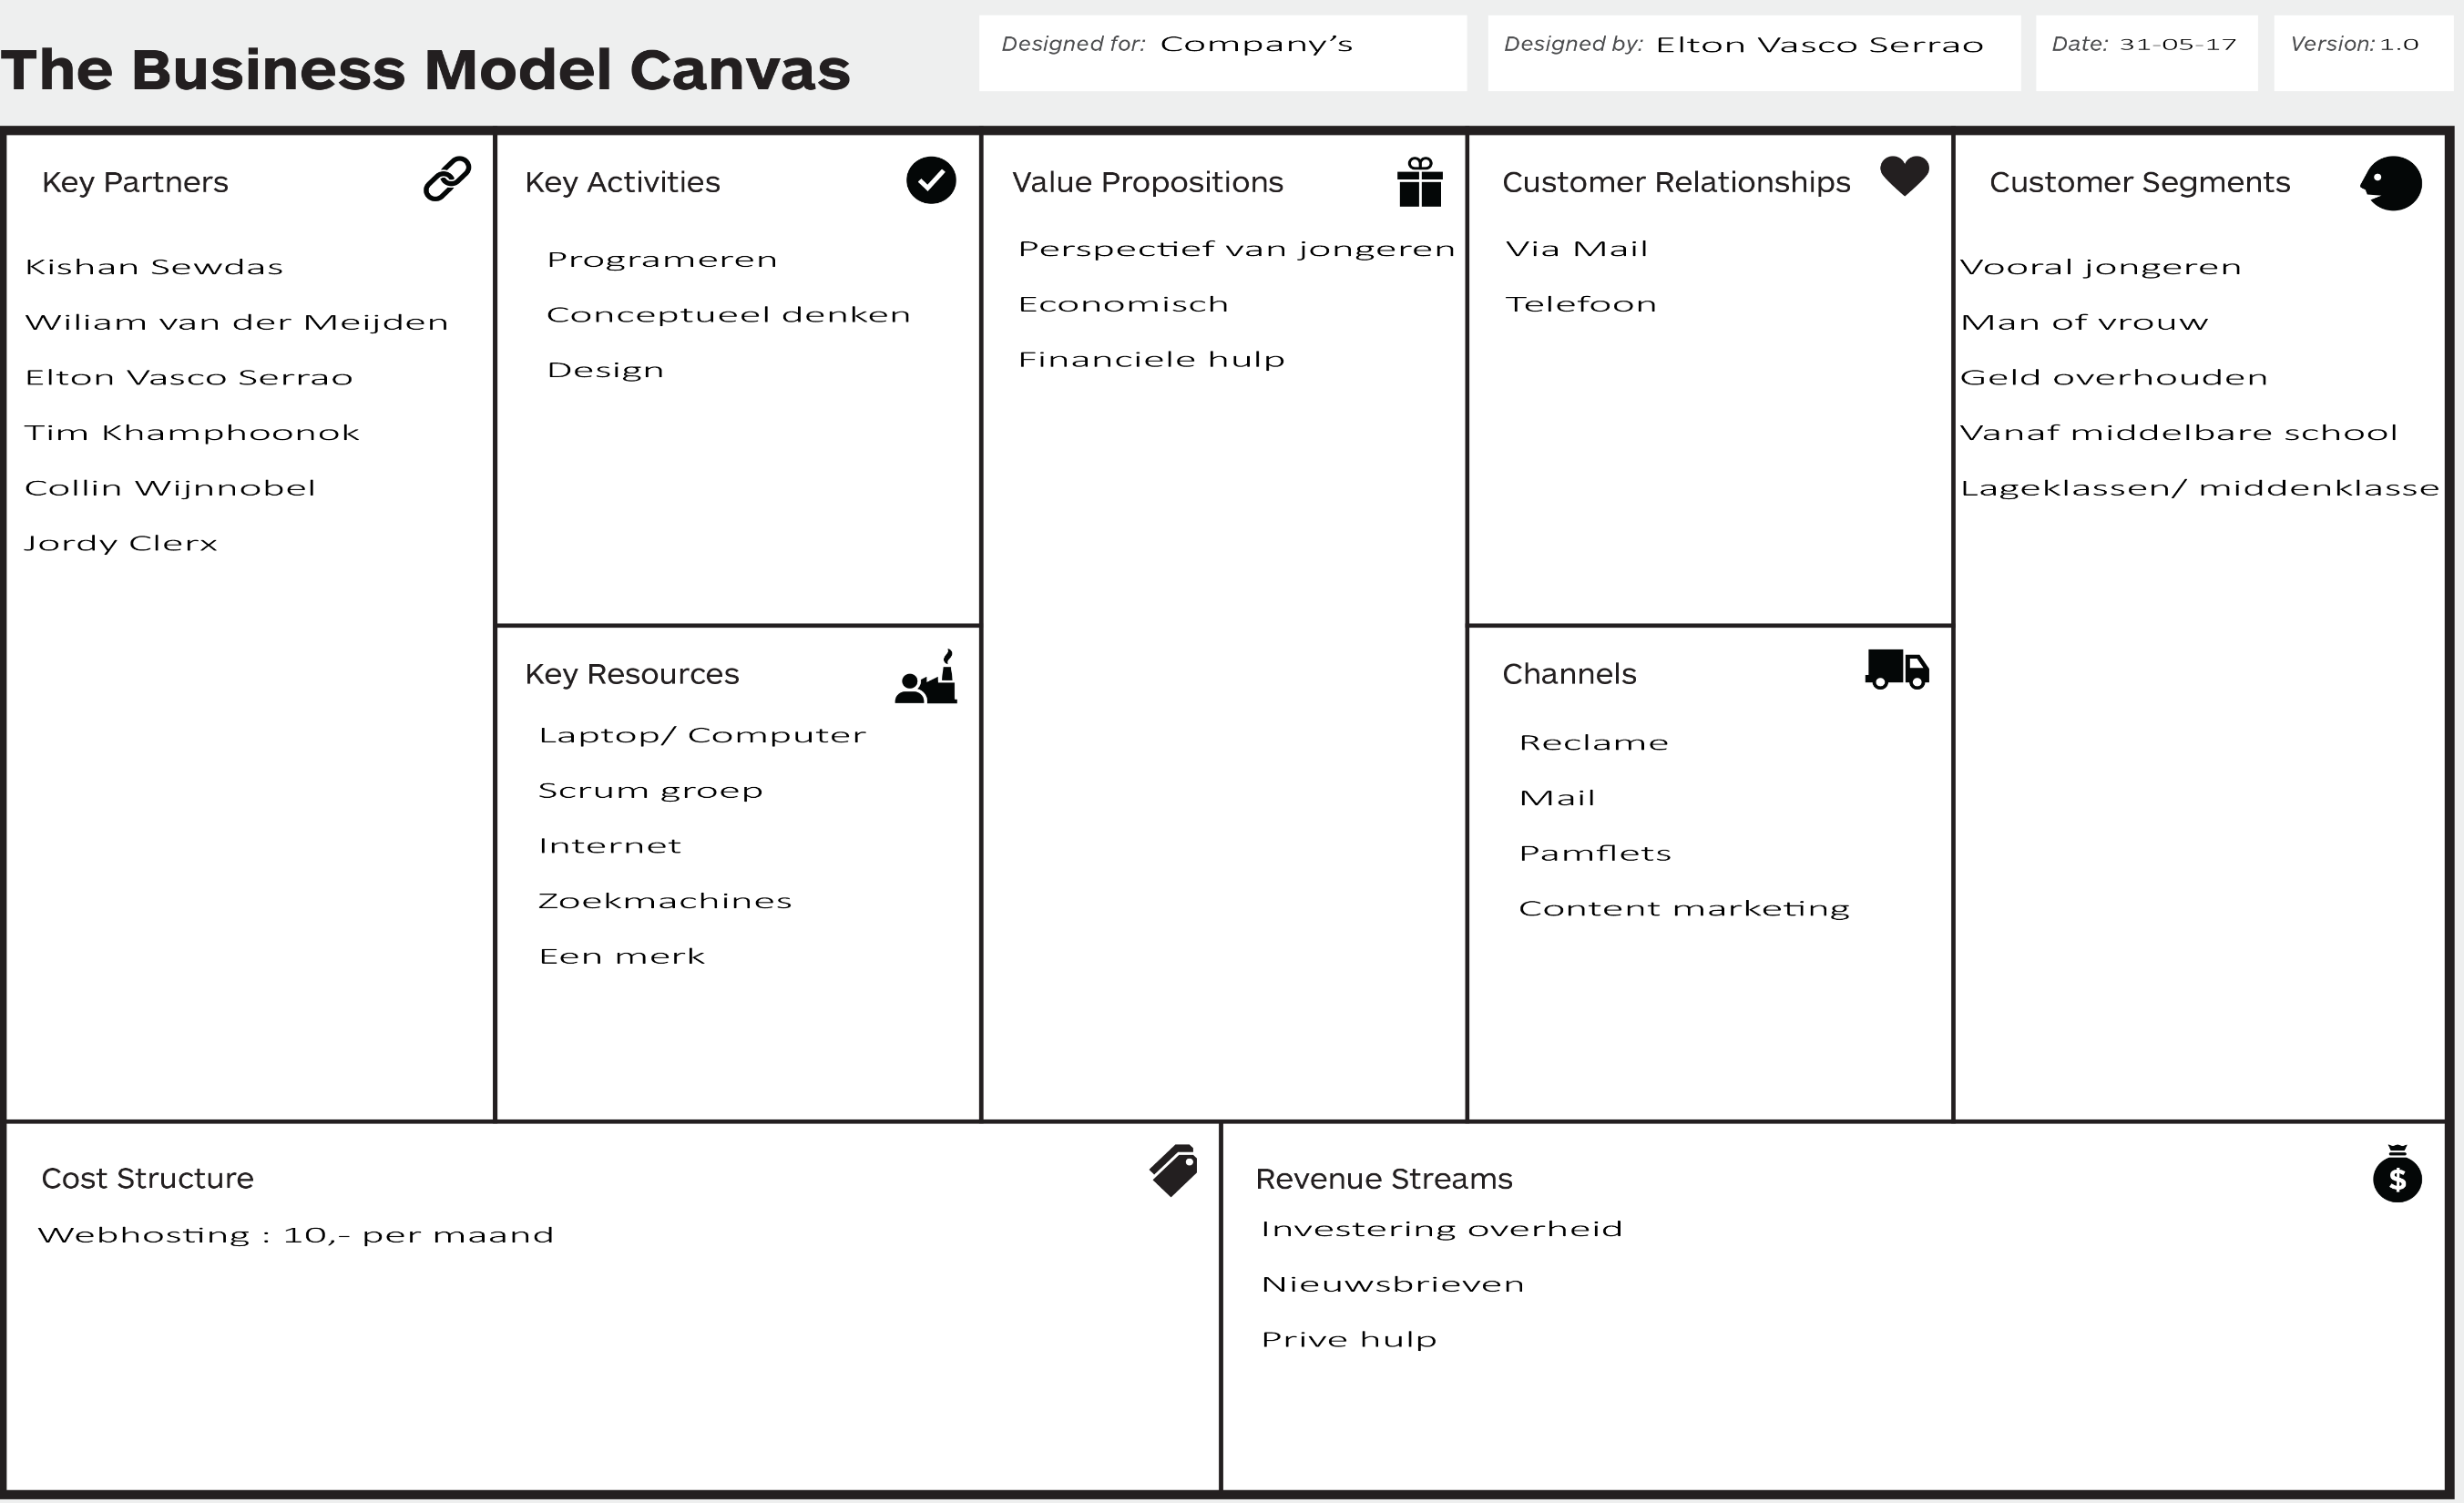 The Business Model Canvas
Designed for: Company’s
Designed by: Elton Vasco Serrao
Date: 31-05-17
Version: 1.0
Key Partners
Kishan Sewdas
Wiliam van der Meijden
Elton Vasco Serrao
Tim Khamphoonok
Collin Wijnnobel
Jordy Clerx
Key Activities
Programeren
Conceptueel denken
Design
Key Resources
Laptop/ Computer
Scrum groep
Internet
Zoekmachines
Een merk
Value Propositions
Perspectief van jongeren
Economisch
Financiele hulp
Customer Relationships
Via Mail
Telefoon
Channels
Reclame
Mail
Pamflets
Content marketing
Customer Segments
Vooral jongeren
Man of vrouw
Geld overhouden
Vanaf middelbare school
Lageklassen/ middenklasse
Cost Structure
Webhosting : 10,- per maand
Revenue Streams
$
Investering overheid
Nieuwsbrieven
Prive hulp